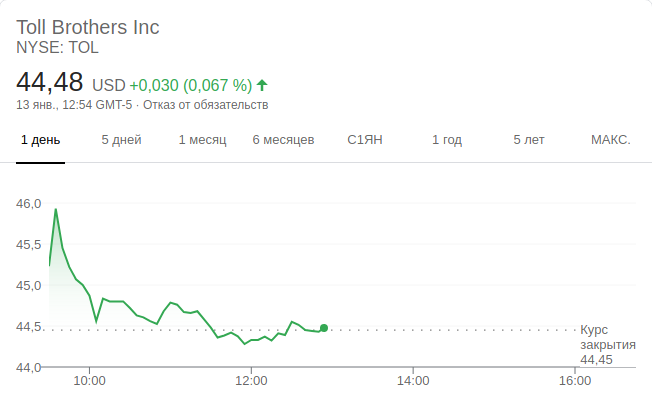 Toll Brothers Inc
NYSE: TOL
44,48 USD +0,030 (0,067 %)
13 янв., 12:54 GMT-5 · Отказ от обязательств
1 день 5 дней 1 месяц 6 месяцев С1ЯН 1 год 5 лет МАКС.
46,0
45,5
45,0
44,5
Курс
закрытия
44,45
44,0
10:00 12:00 14:00 16:00